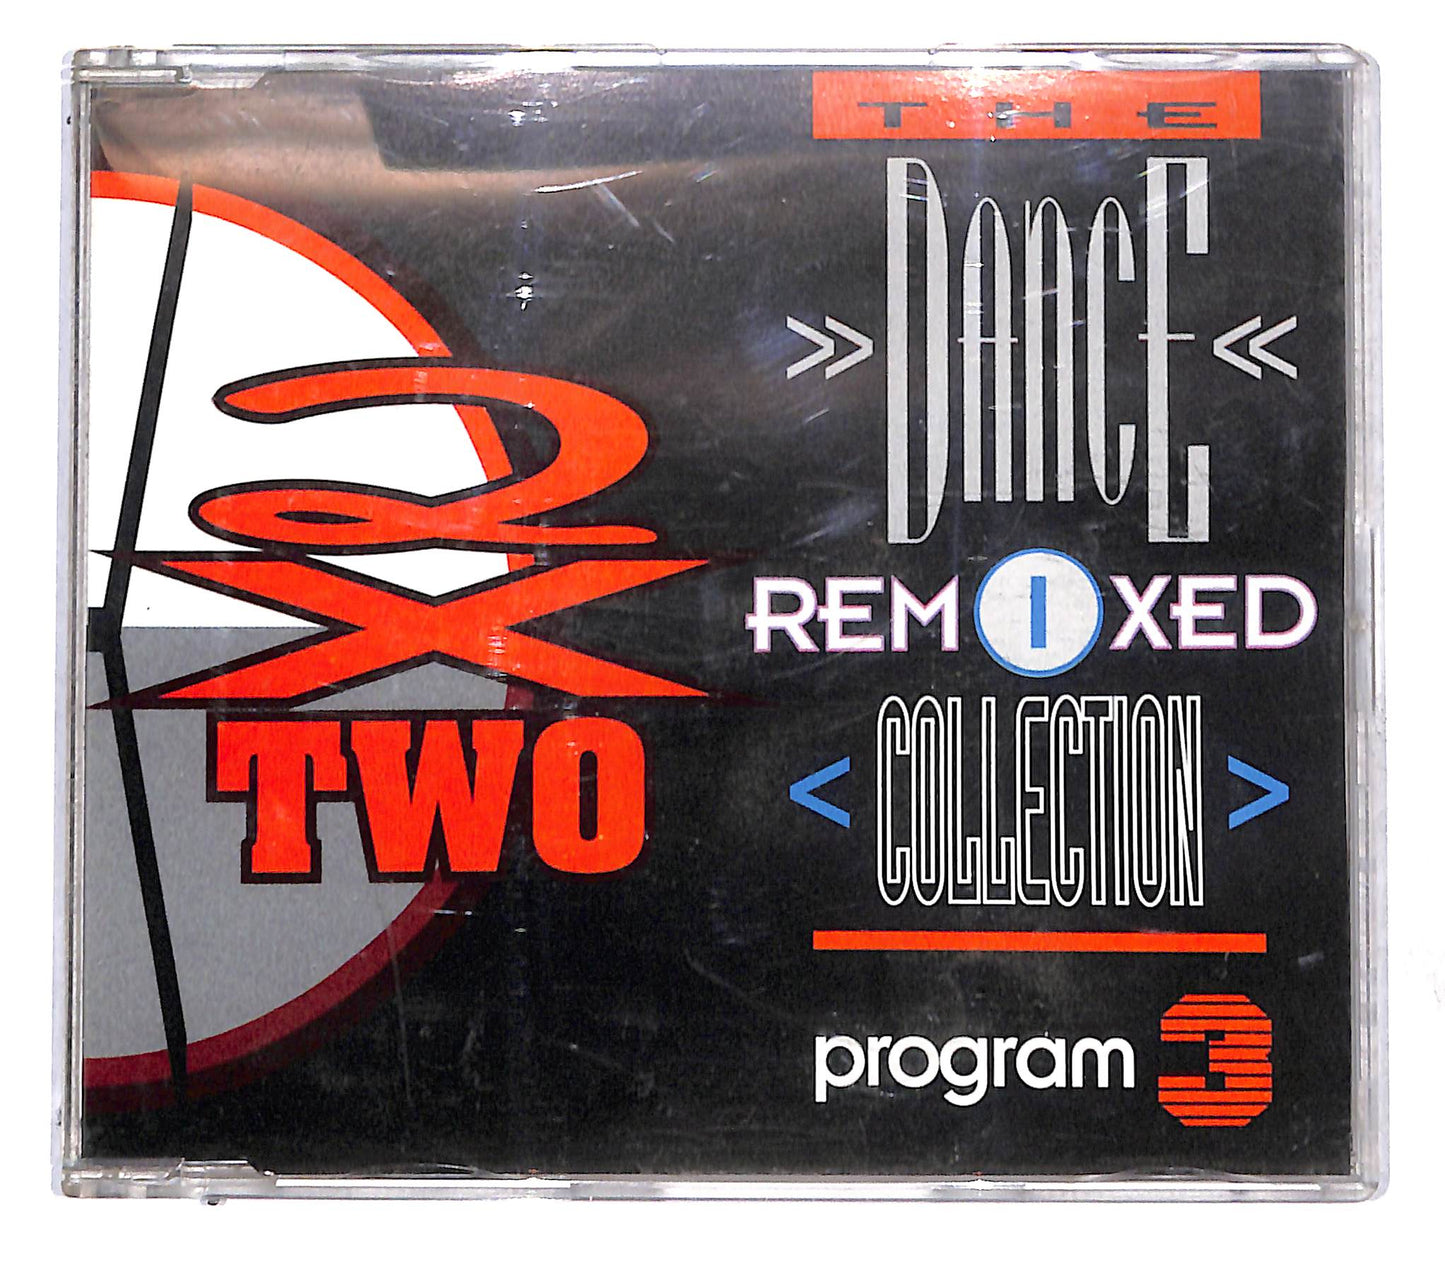 2
X
TWO
THE
» DANCE «
REMIXED
< COLLECTION >
program 3